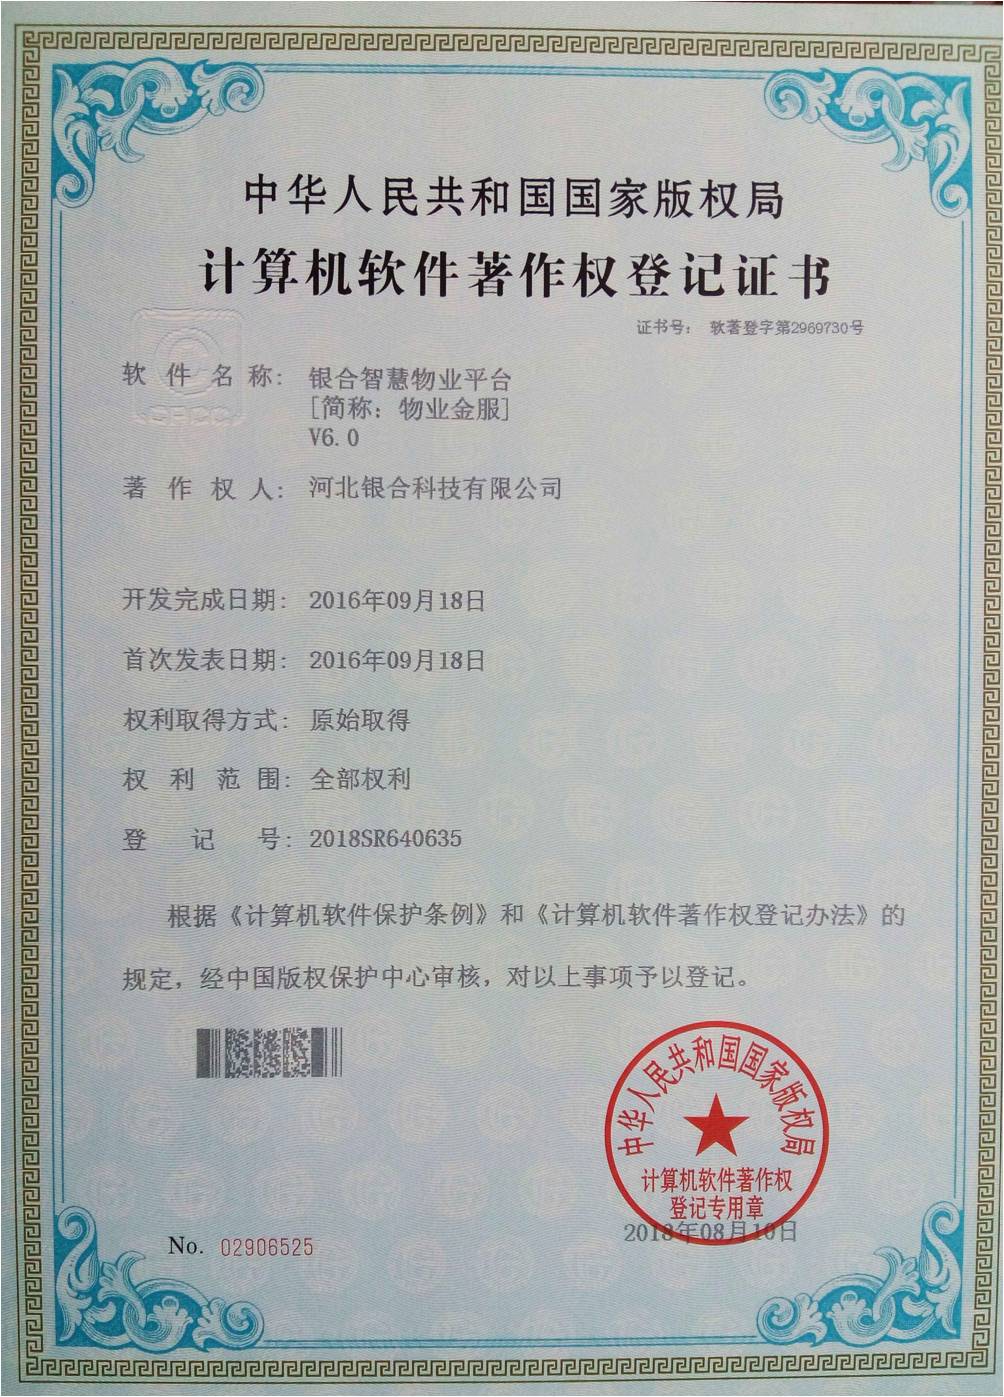 中华人民共和国国家版权局
计算机软件著作权登记证书
证书号： 软著登字第2969730号
软件名称： 银合智慧物业平台
[简称：物业金服]
V6.0
著作权人： 河北银合科技有限公司
开发完成日期： 2016年09月18日
首次发表日期： 2016年09月18日
权利取得方式： 原始取得
权利范围： 全部权利
登记号： 2018SR640635
根据《计算机软件保护条例》和《计算机软件著作权登记办法》的
规定，经中国版权保护中心审核，对以上事项予以登记。
中华人民共和国国家版权局
计算机软件著作权
登记专用章
2018年08月10日
No. 02906525